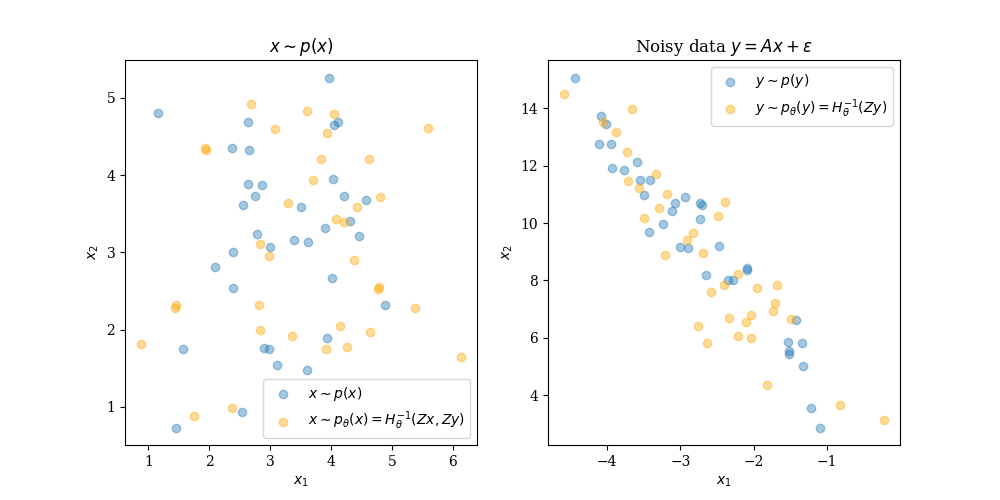 x ∼ p(x)
Noisy data y = Ax + ε
5
4
3
2
1
x₂
1 2 3 4 5 6
x₁
x ∼ p(x)
x ∼ p_θ(x) = H_θ⁻¹(Zx, Zy)
14
12
10
8
6
4
x₂
−4 −3 −2 −1
x₁
y ∼ p(y)
y ∼ p_θ(y) = H_θ⁻¹(Zy)